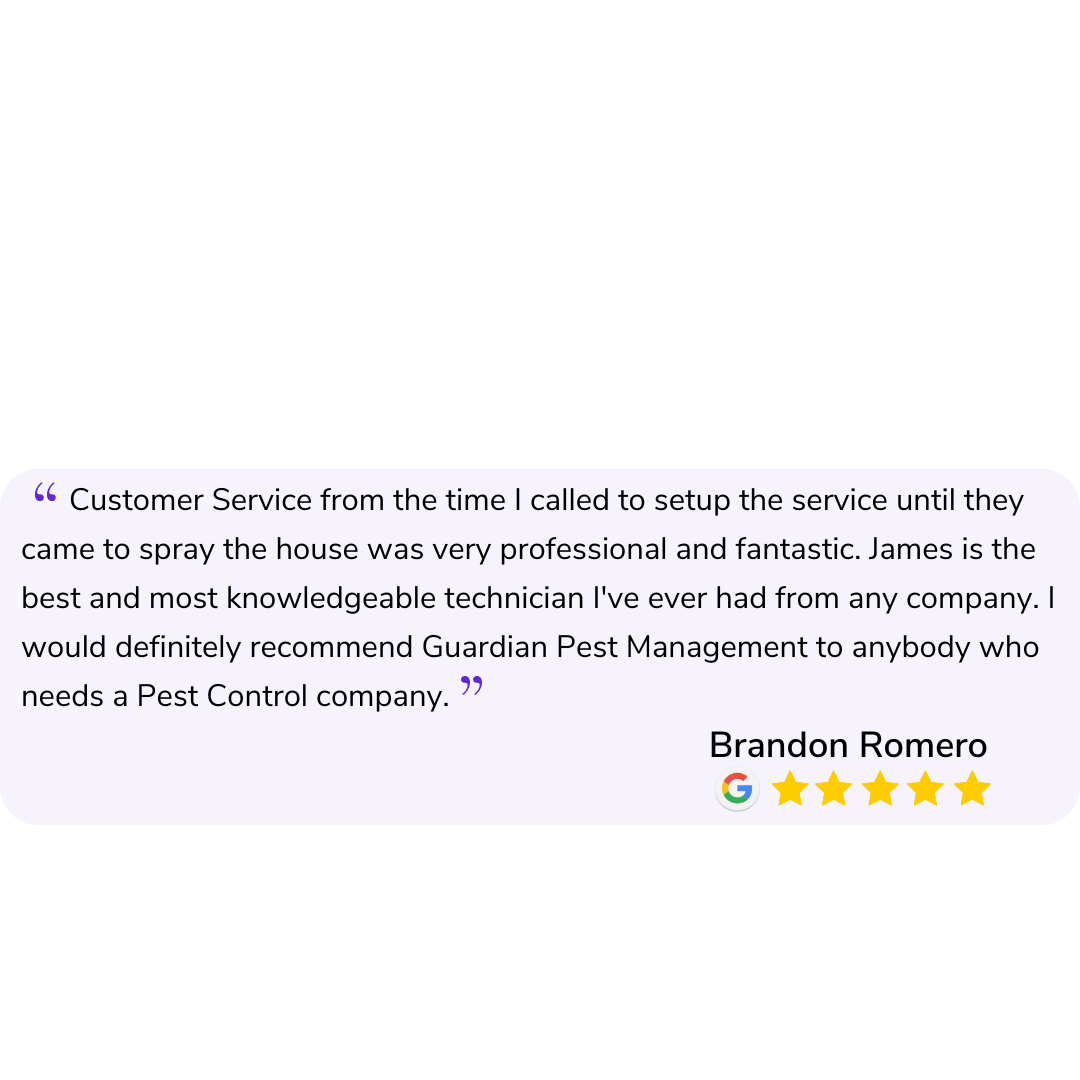 “ Customer Service from the time I called to setup the service until they
came to spray the house was very professional and fantastic. James is the
best and most knowledgeable technician I've ever had from any company. I
would definitely recommend Guardian Pest Management to anybody who
needs a Pest Control company. ”
Brandon Romero
G